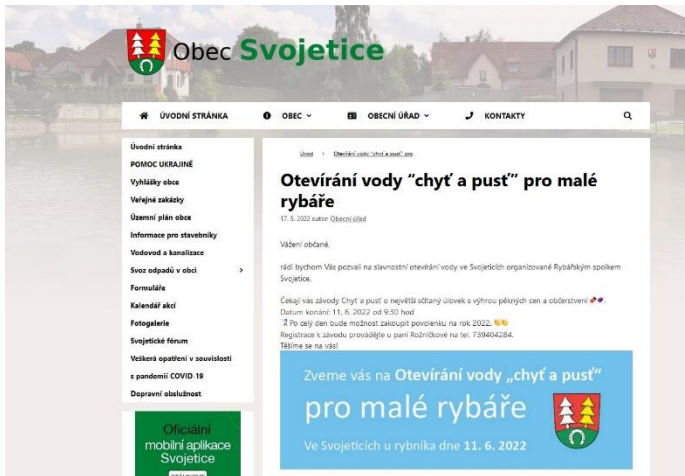 Obec Svojetice
ÚVODNÍ STRÁNKA
OBEC
OBECNÍ ÚŘAD
KONTAKTY
Úvodní stránka
POMOC UKRAJINĚ
Vyhlášky obce
Veřejné zakázky
Územní plán obce
Informace pro stavebníky
Vodovod a kanalizace
Svoz odpadů v obci >
Formuláře
Kalendář akcí
Fotogalerie
Svojetické fórum
Veškerá opatření v souvislosti
s pandemií COVID-19
Dopravní obslužnost
Oficiální
mobilní aplikace
Svojetice
Úvod > Otevírání vody "chyť a pusť" pro
Otevírání vody "chyť a pusť" pro malé
rybáře
17. 5. 2022 autor Obecní úřad
Vážení občané,
rádi bychom Vás pozvali na slavnostní otevírání vody ve Svojeticích organizované Rybářským spolkem
Svojetice.
Čekají vás závody Chyť a pusť o největší sčítaný úlovek s výhrou pěkných cen a občerstvení
Datum konání: 11. 6. 2022 od 9:30 hod
Po celý den bude možnost zakoupit povolenku na rok 2022.
Registrace k závodu provádějte u paní Rožníčkové na tel. 739404284.
Těšíme se na vás!
Zveme vás na Otevírání vody „chyť a pusť“
pro malé rybáře
Ve Svojeticích u rybníka dne 11. 6. 2022